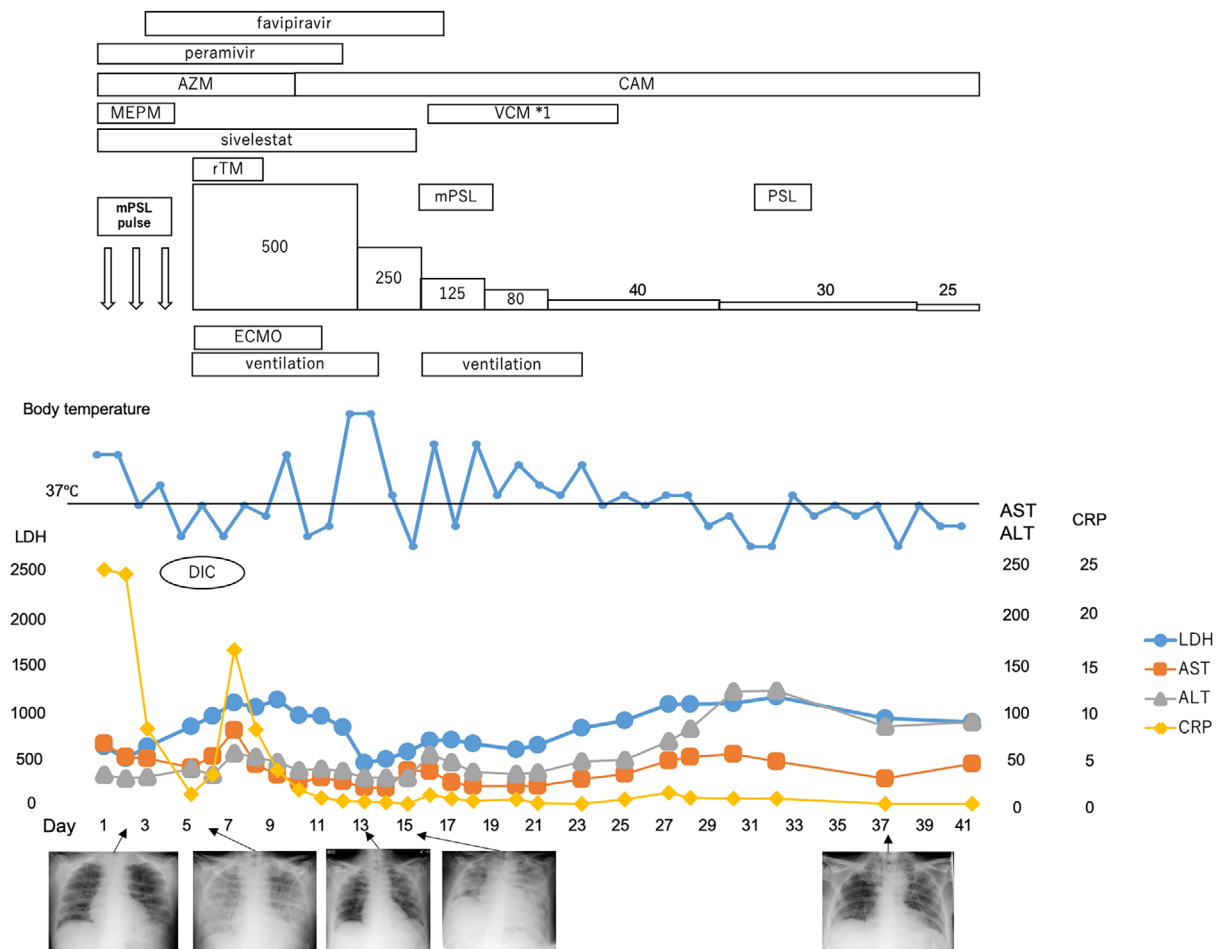 favipiravir
peramivir
AZM
CAM
MEPM
VCM *1
sivelestat
rTM
mPSL
pulse
mPSL
PSL
500
250
125
80
40
30
25
ECMO
ventilation
ventilation
Body temperature
37℃
LDH
AST
ALT
CRP
DIC
2500
2000
1500
1000
500
0
250
200
150
100
50
0
25
20
15
10
5
0
LDH
AST
ALT
CRP
Day 1 3 5 7 9 11 13 15 17 19 21 23 25 27 29 31 33 35 37 39 41